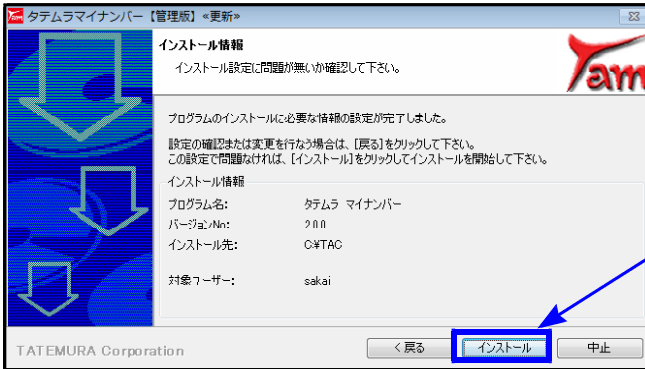 タテムラマイナンバー【管理版】«更新»
インストール情報
インストール設定に問題が無いか確認して下さい。
Tam
プログラムのインストールに必要な情報の設定が完了しました。
設定の確認または変更を行なう場合は、[戻る]をクリックして下さい。
この設定で問題なければ、[インストール]をクリックしてインストールを開始して下さい。
インストール情報
プログラム名: タテムラ マイナンバー
バージョンNo: 2.0.0
インストール先: C:¥TAC
対象ユーザー: sakai
TATEMURA Corporation
< 戻る インストール 中止